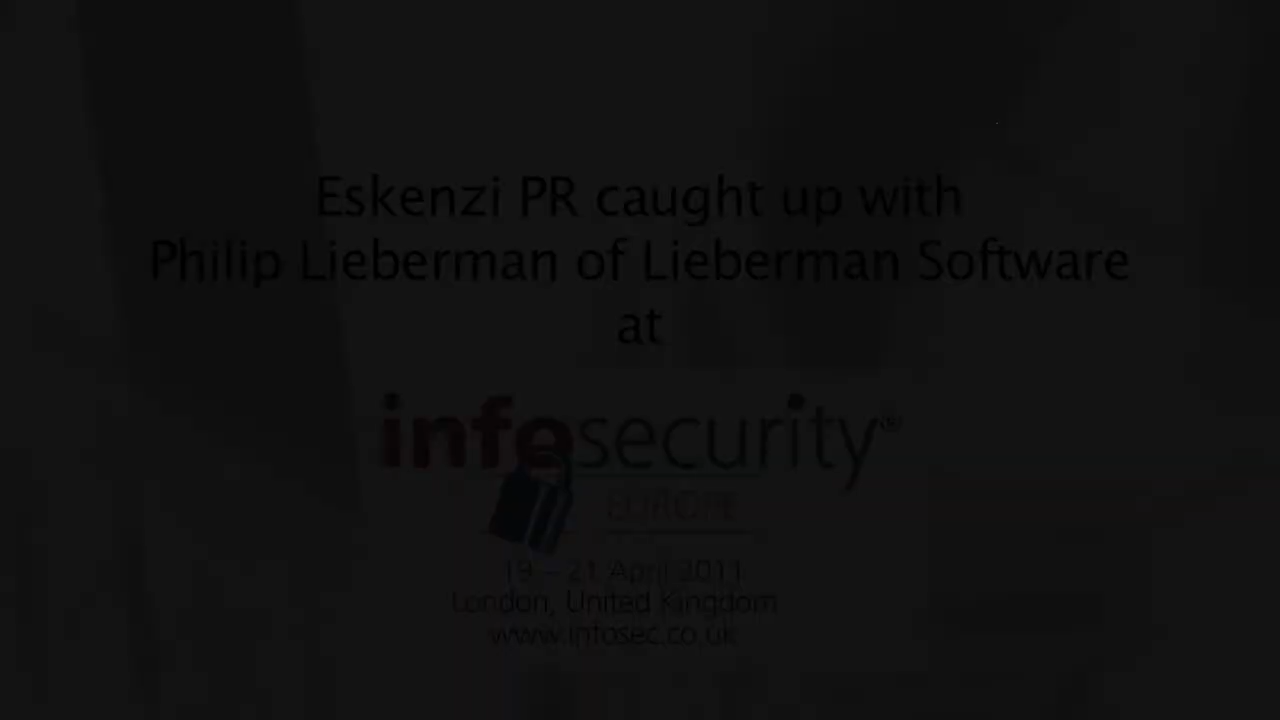 Eskenzi PR caught up with
Philip Lieberman of Lieberman Software
at
infosecurity®
EUROPE
19 – 21 April 2011
London, United Kingdom
www.infosec.co.uk